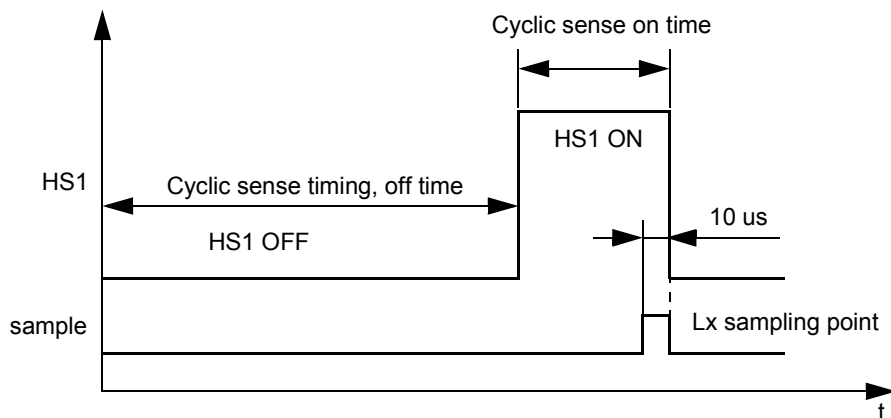 Cyclic sense on time
HS1 ON
HS1
Cyclic sense timing, off time
10 us
HS1 OFF
sample
Lx sampling point
t